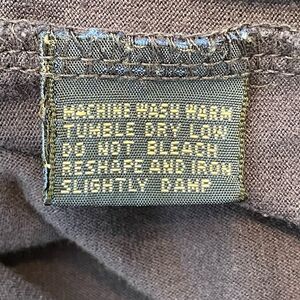 MACHINE WASH WARM
TUMBLE DRY LOW
DO NOT BLEACH
RESHAPE AND IRON
SLIGHTLY DAMP